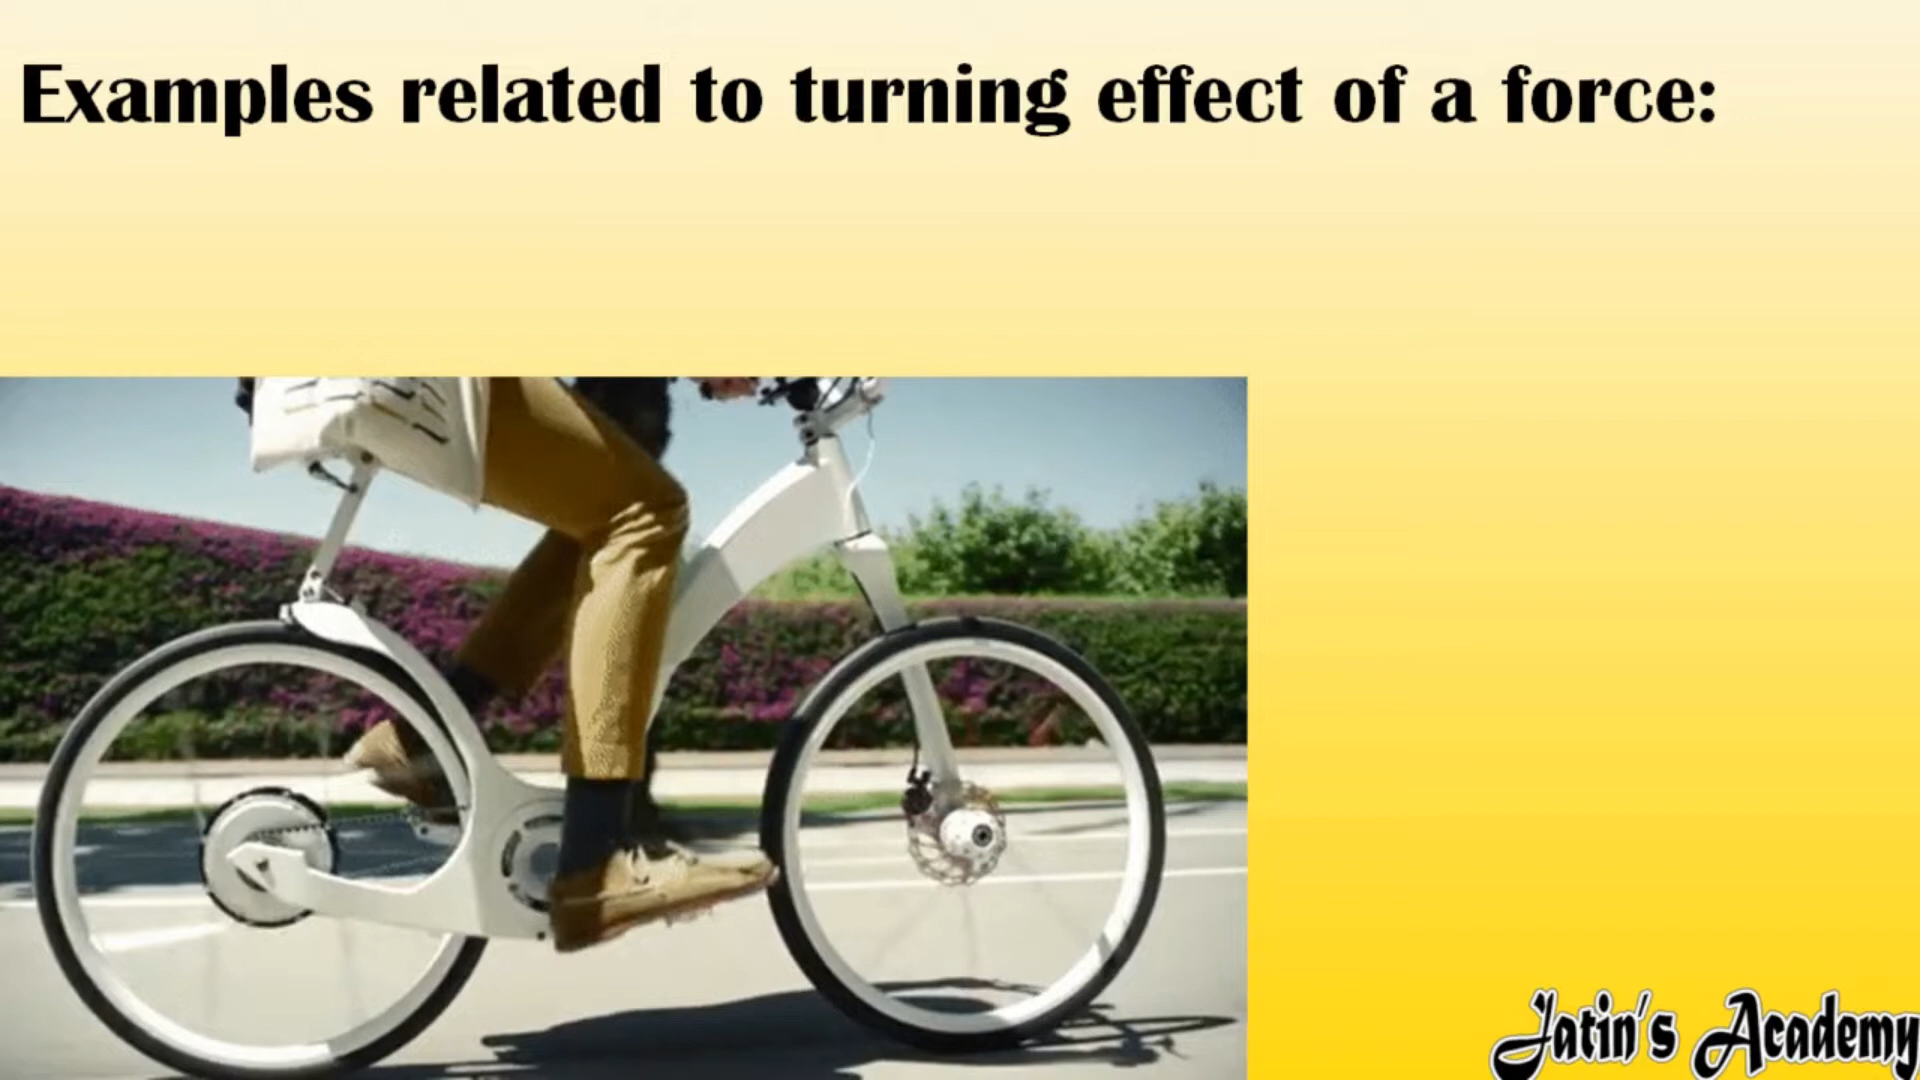 Examples related to turning effect of a force:
Jatin's Academy